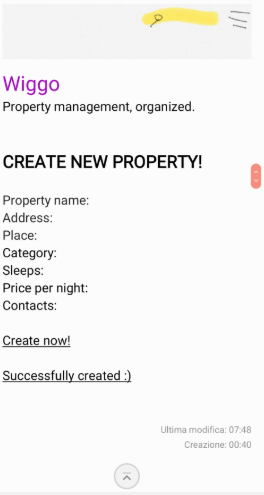 Wiggo
Property management, organized.
CREATE NEW PROPERTY!
Property name:
Address:
Place:
Category:
Sleeps:
Price per night:
Contacts:
Create now!
Successfully created :)
Ultima modifica: 07:48
Creazione: 00:40